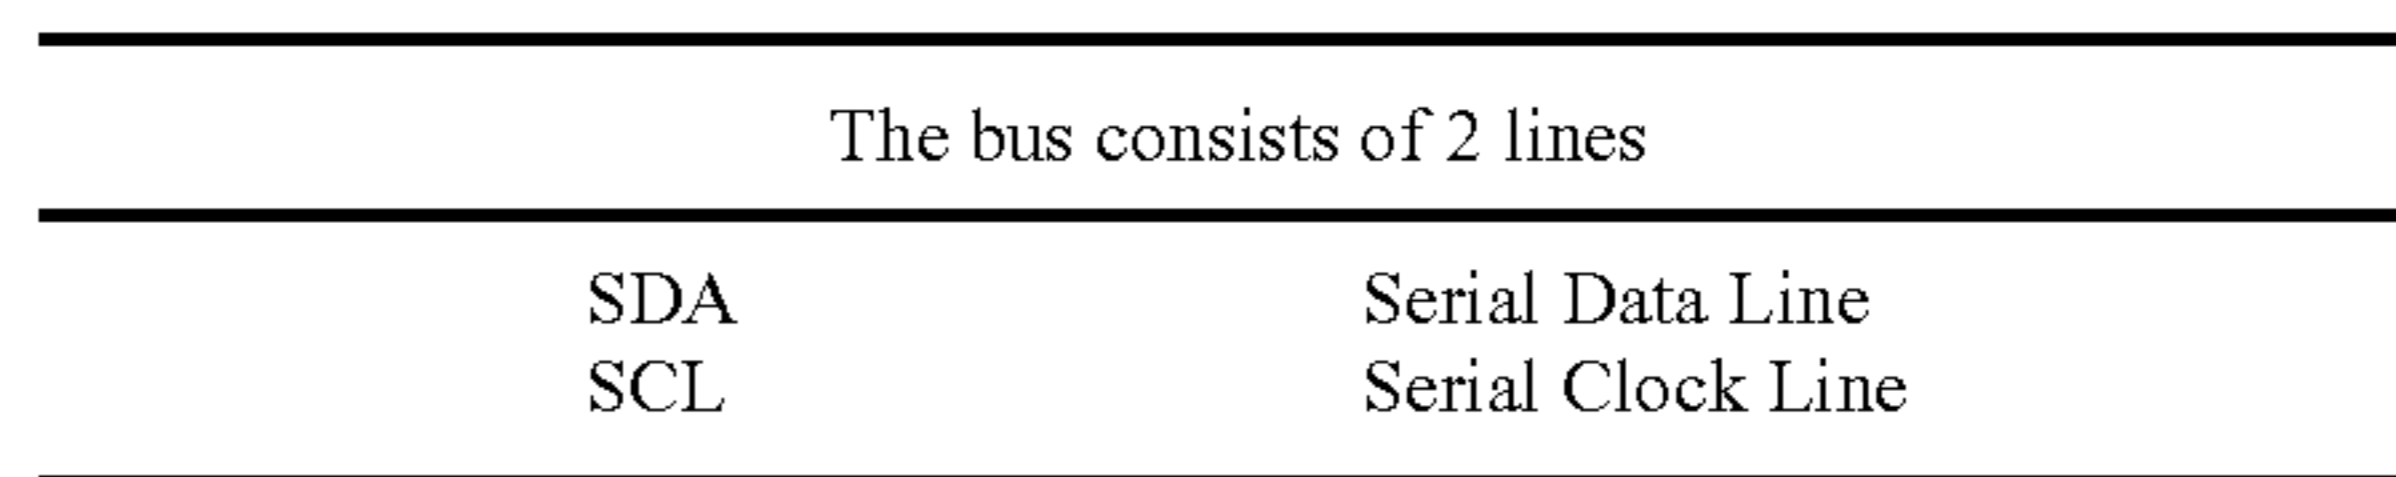 The bus consists of 2 lines
SDA Serial Data Line
SCL Serial Clock Line